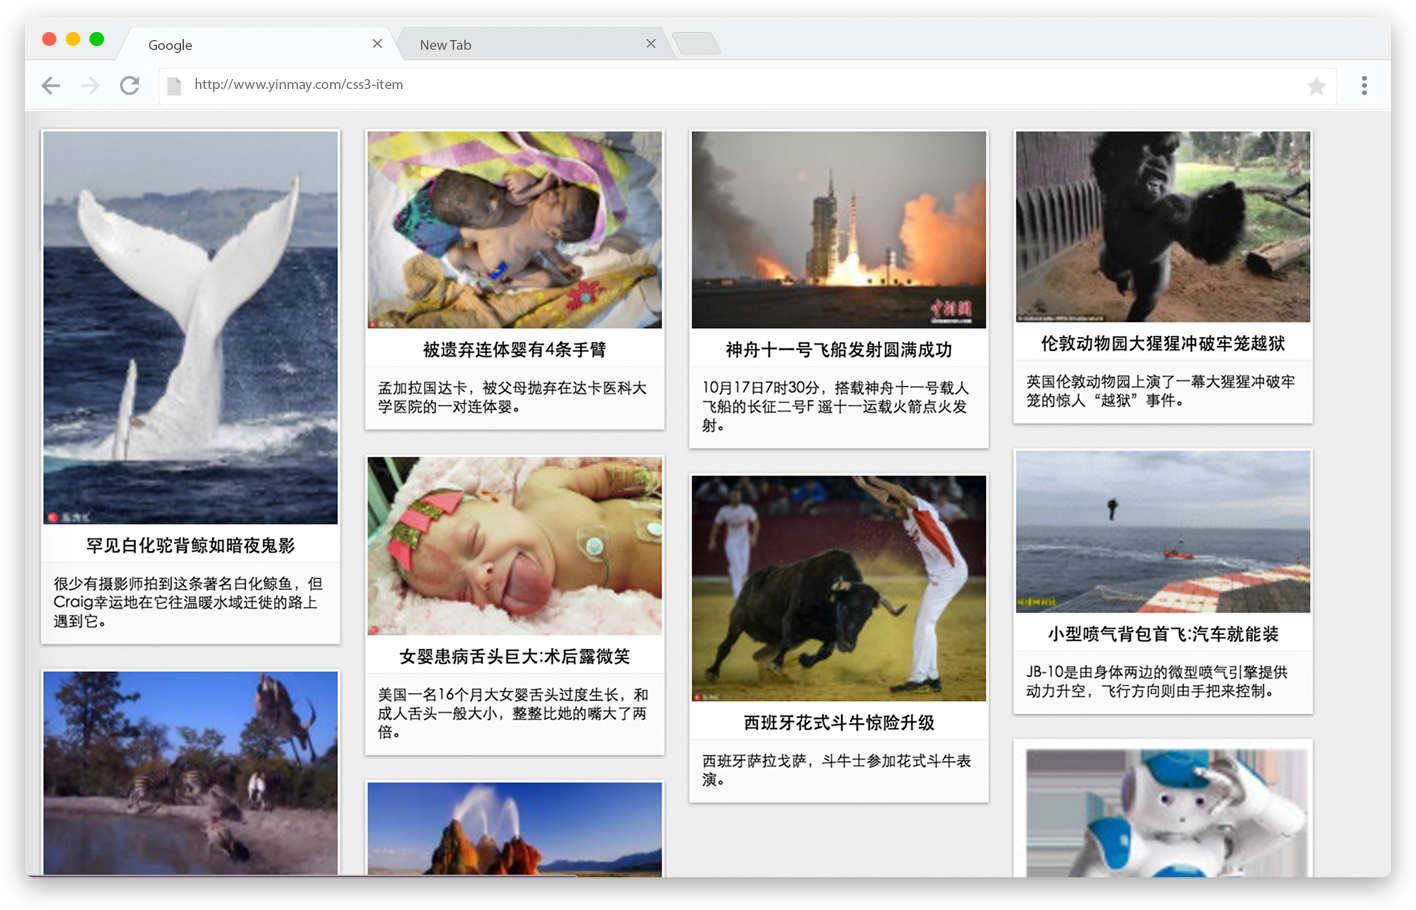 Google
New Tab
http://www.yinmay.com/css3-item
罕见白化驼背鲸如暗夜鬼影
很少有摄影师拍到这条著名白化鲸鱼，但
Craig幸运地在它往温暖水域迁徙的路上
遇到它。
被遗弃连体婴有4条手臂
孟加拉国达卡，被父母抛弃在达卡医科大
学医院的一对连体婴。
女婴患病舌头巨大:术后露微笑
美国一名16个月大女婴舌头过度生长，和
成人舌头一般大小，整整比她的嘴大了两
倍。
中新网
神舟十一号飞船发射圆满成功
10月17日7时30分，搭载神舟十一号载人
飞船的长征二号F 遥十一运载火箭点火发
射。
西班牙花式斗牛惊险升级
西班牙萨拉戈萨，斗牛士参加花式斗牛表
演。
伦敦动物园大猩猩冲破牢笼越狱
英国伦敦动物园上演了一幕大猩猩冲破牢
笼的惊人“越狱”事件。
小型喷气背包首飞:汽车就能装
JB-10是由身体两边的微型喷气引擎提供
动力升空，飞行方向则由手把来控制。